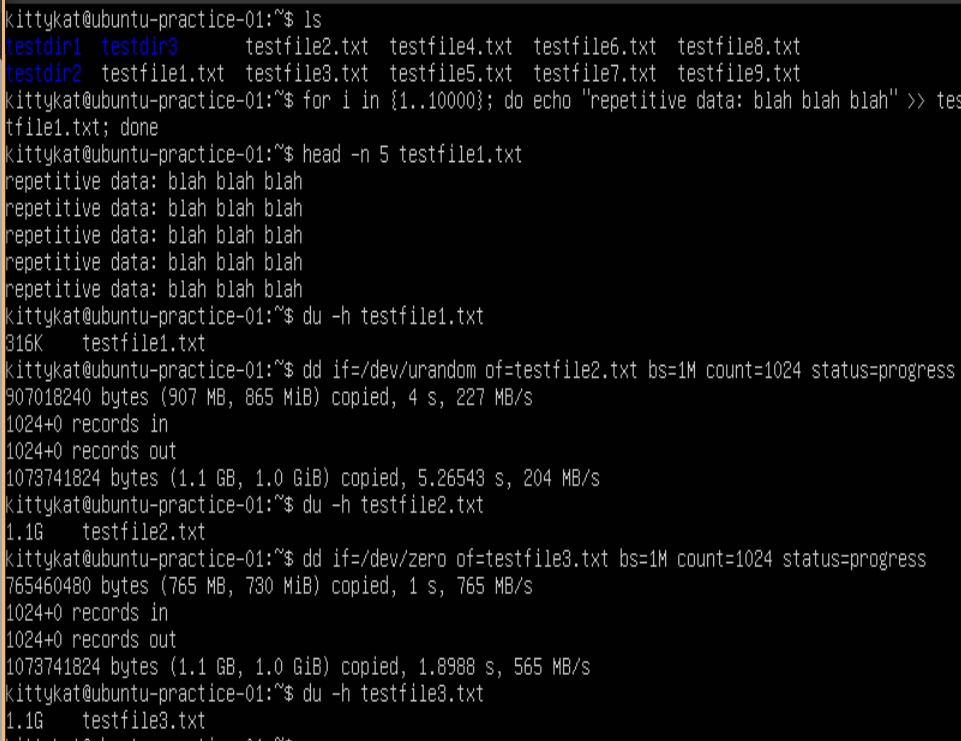 kittykat@ubuntu-practice-01:~$ ls
testdir1  testdir3       testfile2.txt  testfile4.txt  testfile6.txt  testfile8.txt
testdir2  testfile1.txt  testfile3.txt  testfile5.txt  testfile7.txt  testfile9.txt
kittykat@ubuntu-practice-01:~$ for i in {1..10000}; do echo "repetitive data: blah blah blah" >> tes
tfile1.txt; done
kittykat@ubuntu-practice-01:~$ head -n 5 testfile1.txt
repetitive data: blah blah blah
repetitive data: blah blah blah
repetitive data: blah blah blah
repetitive data: blah blah blah
repetitive data: blah blah blah
kittykat@ubuntu-practice-01:~$ du -h testfile1.txt
316K    testfile1.txt
kittykat@ubuntu-practice-01:~$ dd if=/dev/urandom of=testfile2.txt bs=1M count=1024 status=progress
907018240 bytes (907 MB, 865 MiB) copied, 4 s, 227 MB/s
1024+0 records in
1024+0 records out
1073741824 bytes (1.1 GB, 1.0 GiB) copied, 5.26543 s, 204 MB/s
kittykat@ubuntu-practice-01:~$ du -h testfile2.txt
1.1G    testfile2.txt
kittykat@ubuntu-practice-01:~$ dd if=/dev/zero of=testfile3.txt bs=1M count=1024 status=progress
765460480 bytes (765 MB, 730 MiB) copied, 1 s, 765 MB/s
1024+0 records in
1024+0 records out
1073741824 bytes (1.1 GB, 1.0 GiB) copied, 1.8988 s, 565 MB/s
kittykat@ubuntu-practice-01:~$ du -h testfile3.txt
1.1G    testfile3.txt